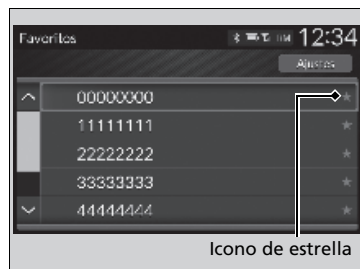 Favoritos
12:34
Ajustes
00000000
11111111
22222222
33333333
44444444
Icono de estrella